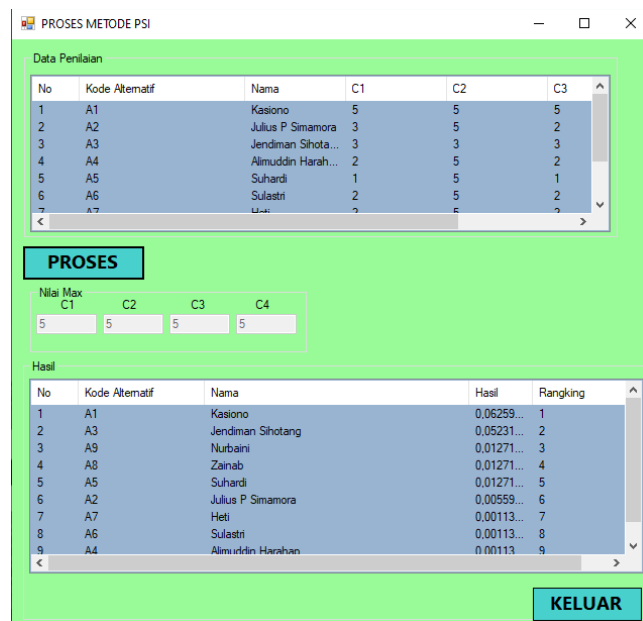 PROSES METODE PSI
Data Penilaian
No Kode Alternatif Nama C1 C2 C3
1 A1 Kasiono 5 5 5
2 A2 Julius P Simamora 3 5 2
3 A3 Jendiman Sihota... 3 3 3
4 A4 Alimuddin Harah... 2 5 2
5 A5 Suhardi 1 5 1
6 A6 Sulastri 2 5 2
7 A7 Heti 2 5 2
PROSES
Nilai Max
C1 C2 C3 C4
5 5 5 5
Hasil
No Kode Alternatif Nama Hasil Rangking
1 A1 Kasiono 0,06259... 1
2 A3 Jendiman Sihotang 0,05231... 2
3 A9 Nurbaini 0,01271... 3
4 A8 Zainab 0,01271... 4
5 A5 Suhardi 0,01271... 5
6 A2 Julius P Simamora 0,00559... 6
7 A7 Heti 0,00113... 7
8 A6 Sulastri 0,00113... 8
9 A4 Alimuddin Harahap 0,00113... 9
KELUAR